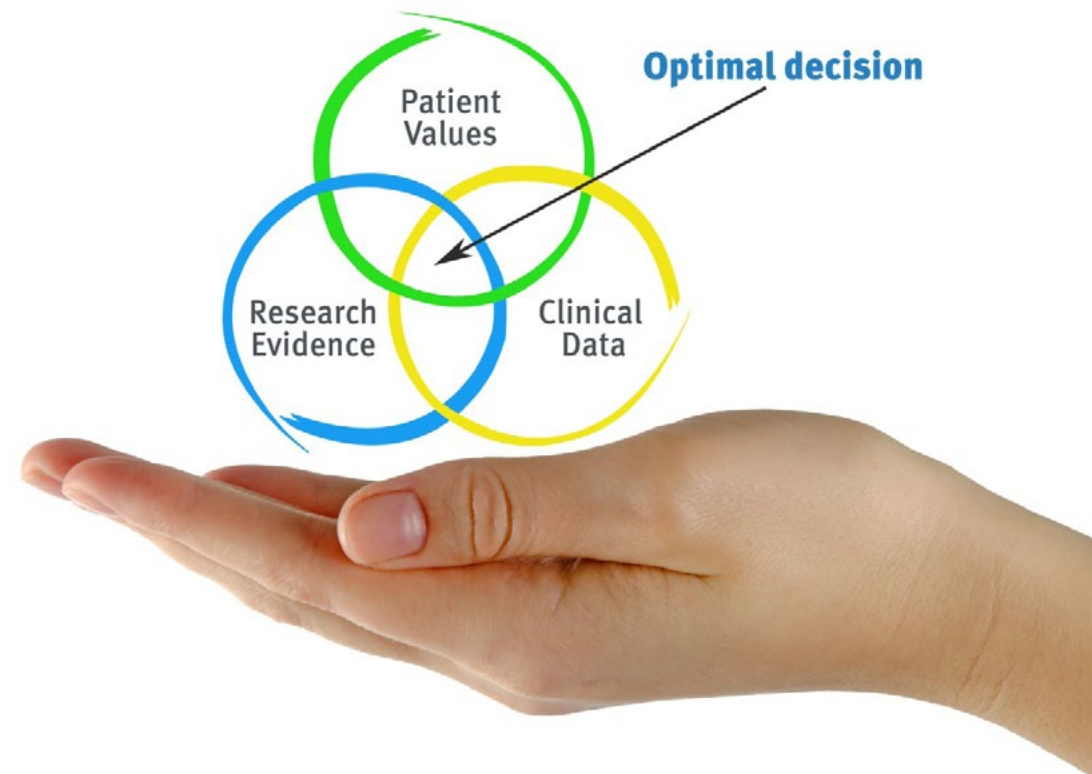 Optimal decision
Patient
Values
Research
Evidence
Clinical
Data